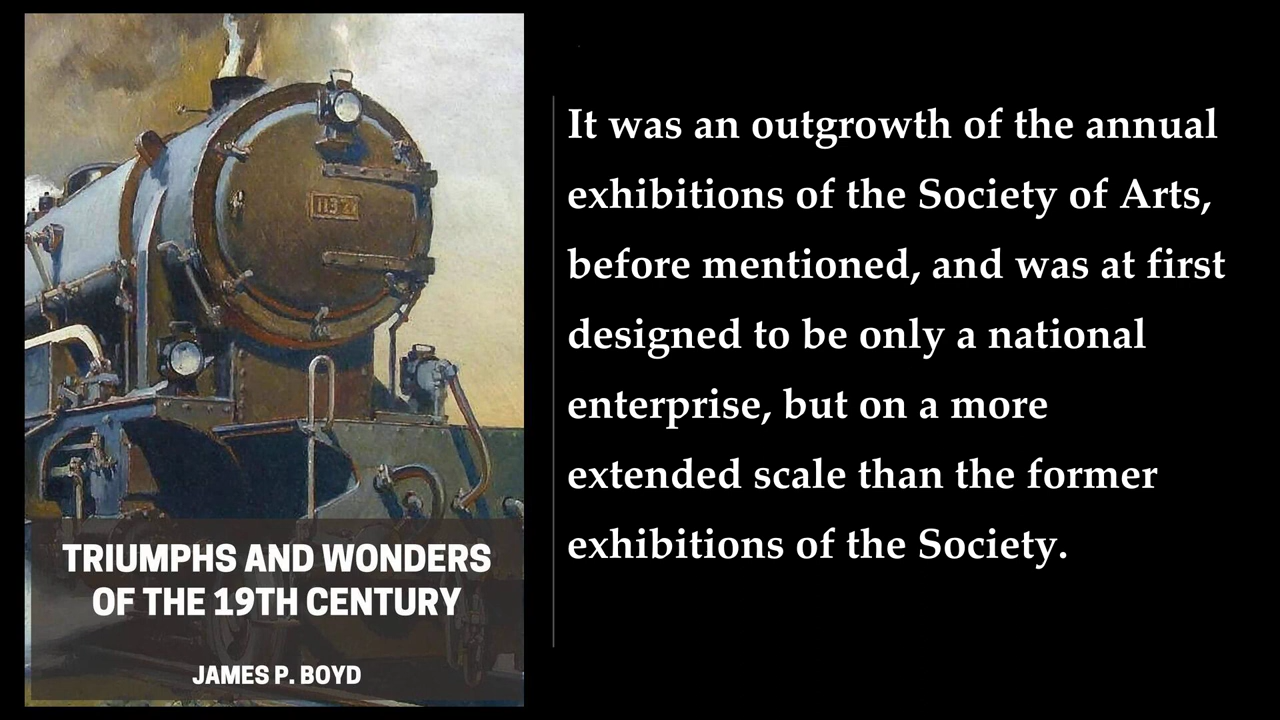 TRIUMPHS AND WONDERS
OF THE 19TH CENTURY
JAMES P. BOYD
It was an outgrowth of the annual
exhibitions of the Society of Arts,
before mentioned, and was at first
designed to be only a national
enterprise, but on a more
extended scale than the former
exhibitions of the Society.